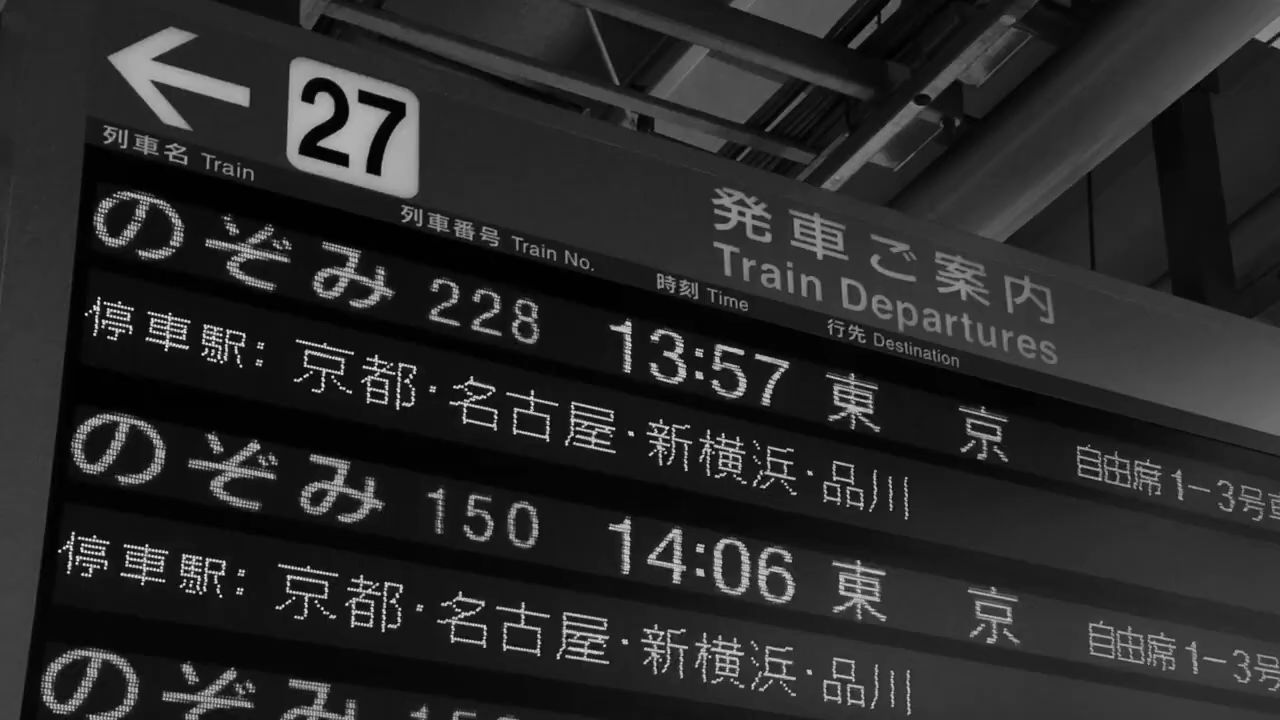 27
発車ご案内
Train Departures
列車名 Train 列車番号 Train No. 時刻 Time 行先 Destination
のぞみ 228 13:57 東 京 自由席1-3号車
停車駅: 京都・名古屋・新横浜・品川
のぞみ 150 14:06 東 京 自由席1-3号
停車駅: 京都・名古屋・新横浜・品川
のぞみ